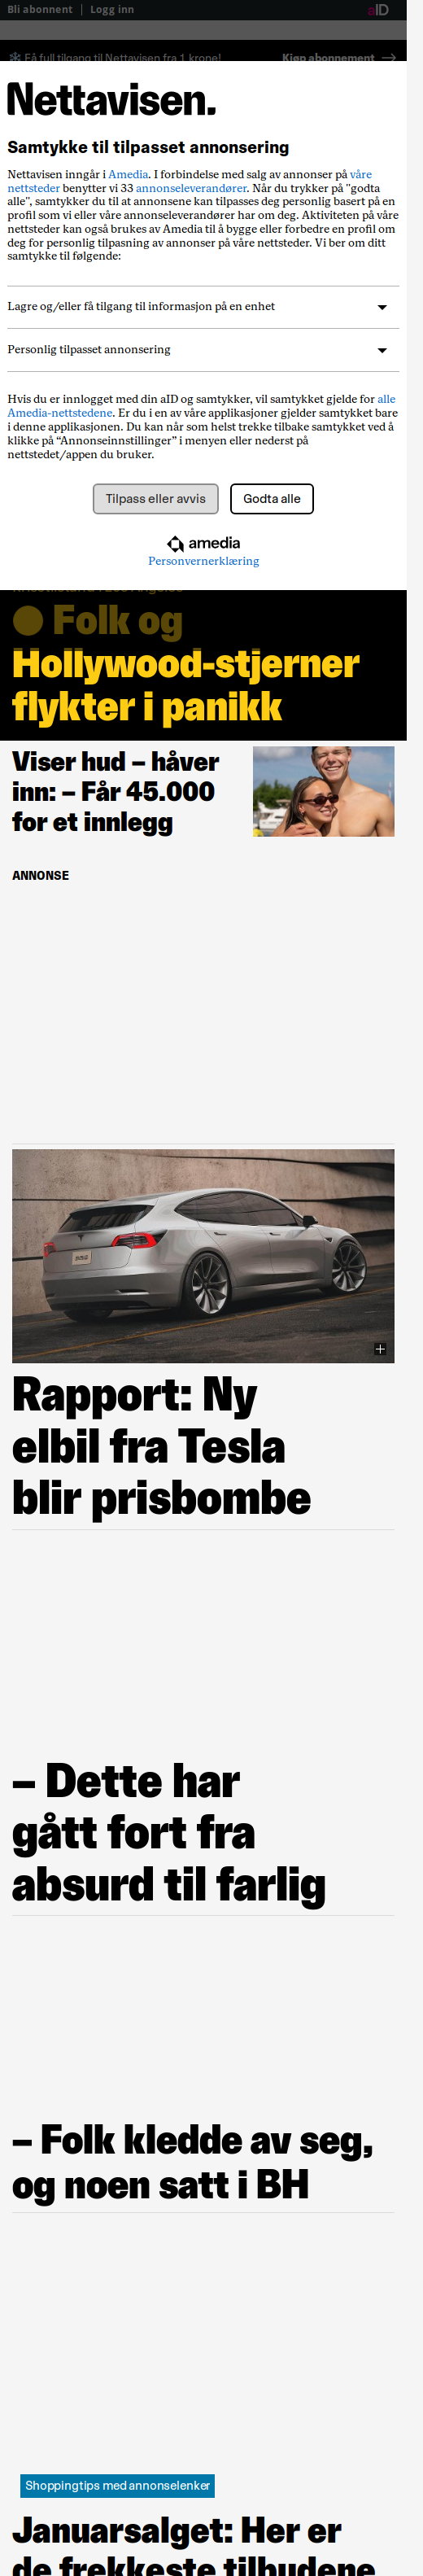 Bli abonnent | Logg inn
aID
Få full tilgang til Nettavisen fra 1 krone!
Kjøp abonnement →
Nettavisen.
Samtykke til tilpasset annonsering
Nettavisen inngår i Amedia. I forbindelse med salg av annonser på våre
nettsteder benytter vi 33 annonseleverandører. Når du trykker på "godta
alle", samtykker du til at annonsene kan tilpasses deg personlig basert på en
profil som vi eller våre annonseleverandører har om deg. Aktiviteten på våre
nettsteder kan også brukes av Amedia til å bygge eller forbedre en profil om
deg for personlig tilpasning av annonser på våre nettsteder. Vi ber om ditt
samtykke til følgende:
Lagre og/eller få tilgang til informasjon på en enhet
Personlig tilpasset annonsering
Hvis du er innlogget med din aID og samtykker, vil samtykket gjelde for alle
Amedia-nettstedene. Er du i en av våre applikasjoner gjelder samtykket bare
i denne applikasjonen. Du kan når som helst trekke tilbake samtykket ved å
klikke på “Annonseinnstillinger” i menyen eller nederst på
nettstedet/appen du bruker.
Tilpass eller avvis
Godta alle
amedia
Personvernerklæring
Folk og
Hollywood-stjerner
flykter i panikk
Viser hud – håver
inn: – Får 45.000
for et innlegg
ANNONSE
Rapport: Ny
elbil fra Tesla
blir prisbombe
– Dette har
gått fort fra
absurd til farlig
– Folk kledde av seg,
og noen satt i BH
Shoppingtips med annonselenker
Januarsalget: Her er
de frekkeste tilbudene